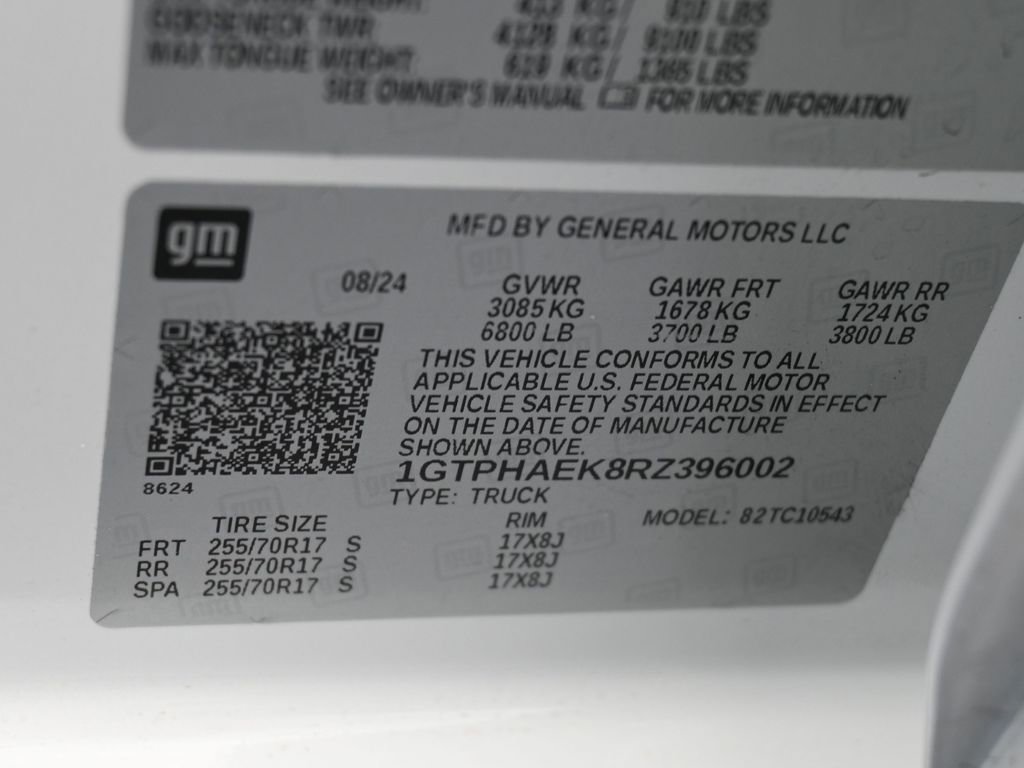 GOOSENECK TWR: 4128 KG/ 9100 LBS
MAX TONGUE WEIGHT: 619 KG/ 1365 LBS
SEE OWNER'S MANUAL FOR MORE INFORMATION
gm
MFD BY GENERAL MOTORS LLC
08/24 GVWR GAWR FRT GAWR RR
3085 KG 1678 KG 1724 KG
6800 LB 3700 LB 3800 LB
THIS VEHICLE CONFORMS TO ALL
APPLICABLE U.S. FEDERAL MOTOR
VEHICLE SAFETY STANDARDS IN EFFECT
ON THE DATE OF MANUFACTURE
SHOWN ABOVE.
1GTPHAEK8RZ396002
8624
TYPE: TRUCK
TIRE SIZE RIM MODEL: 82TC10543
FRT 255/70R17 S 17X8J
RR 255/70R17 S 17X8J
SPA 255/70R17 S 17X8J